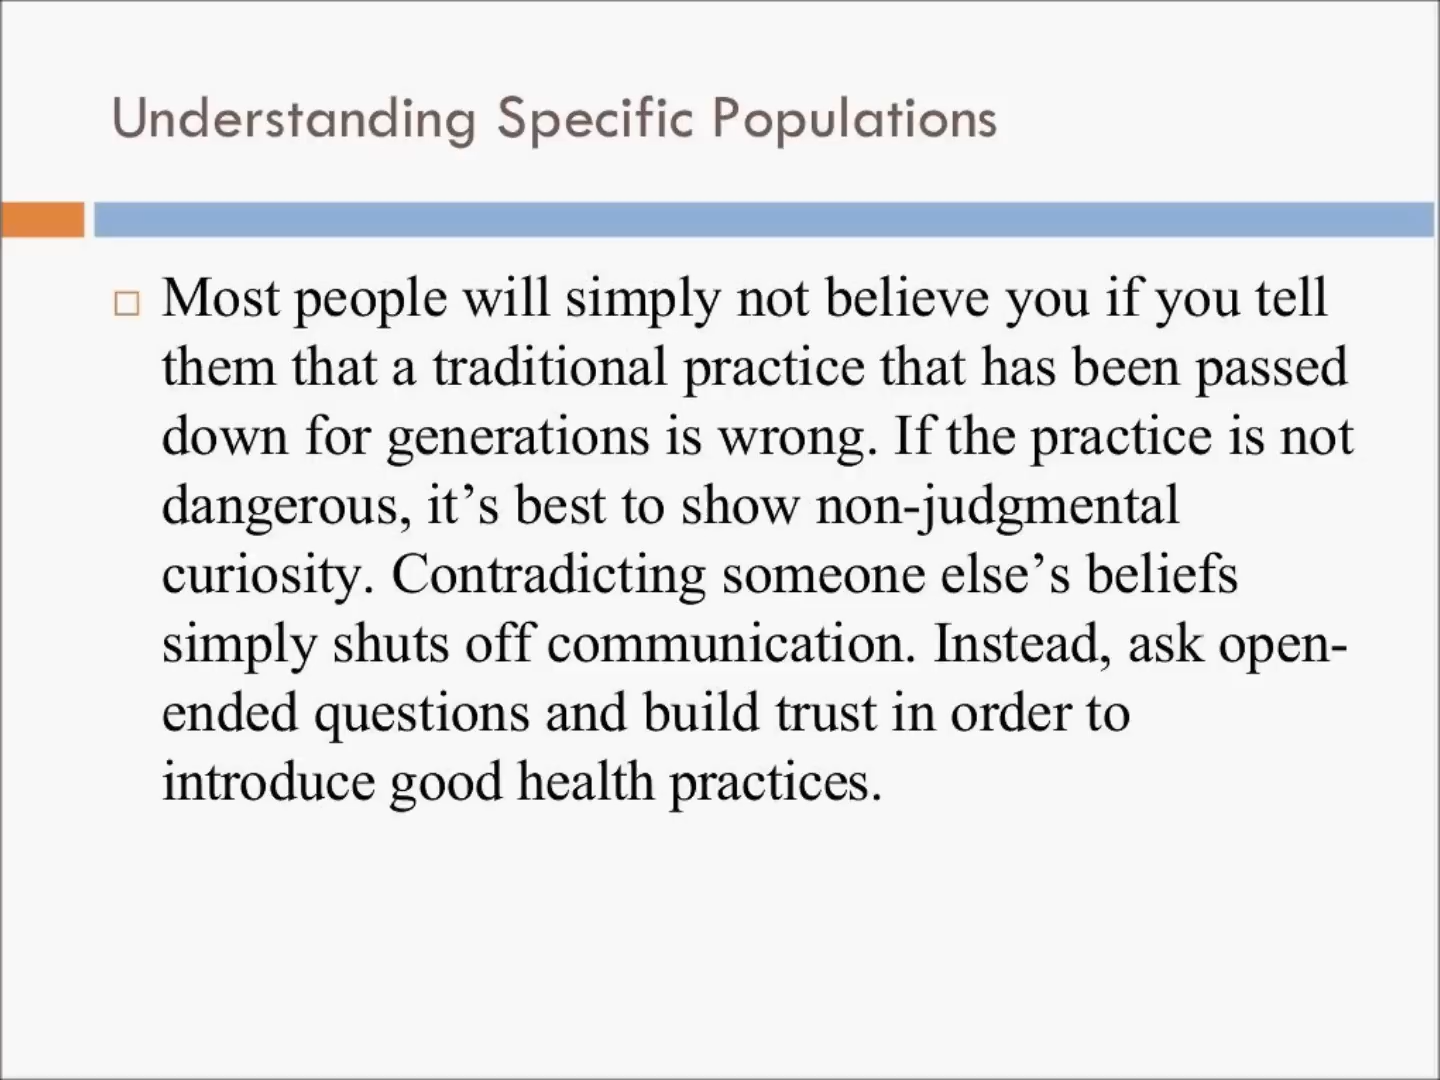 Understanding Specific Populations
Most people will simply not believe you if you tell
them that a traditional practice that has been passed
down for generations is wrong. If the practice is not
dangerous, it’s best to show non-judgmental
curiosity. Contradicting someone else’s beliefs
simply shuts off communication. Instead, ask open-
ended questions and build trust in order to
introduce good health practices.